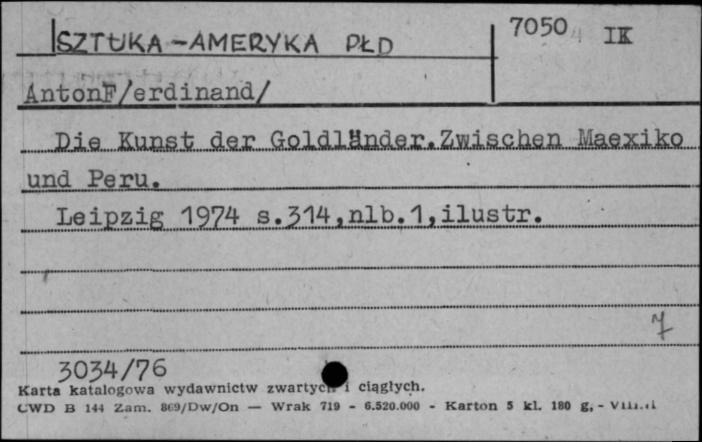 SZTUKA-AMERYKA PŁD
7050 IK
AntonF/erdinand/
Die Kunst der Goldländer.Zwischen Maexiko
und Peru.
Leipzig 1974 s.314,nlb.1,ilustr.
7
3034/76
Karta katalogowa wydawnictw zwartych i ciągłych.
CWD B 144 Zam. 869/Dw/On — Wrak 719 - 6.520.000 - Karton 5 kl. 180 g, -